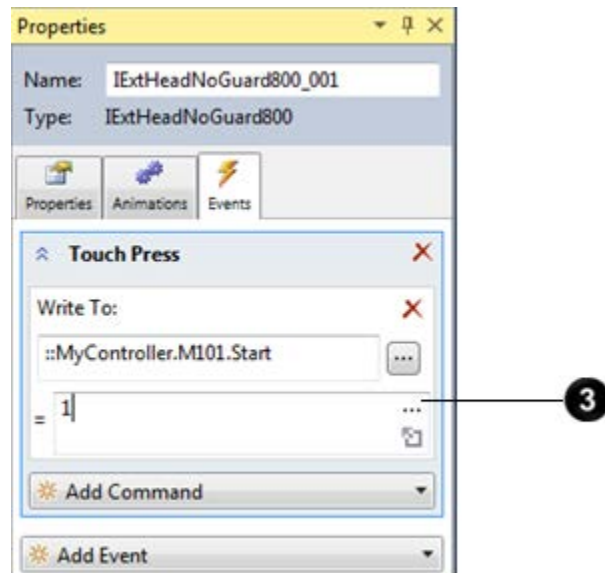 Properties
Name: IExtHeadNoGuard800_001
Type: IExtHeadNoGuard800
Properties Animations Events
Touch Press
Write To:
::MyController.M101.Start ...
= 1 ...
3
Add Command
Add Event